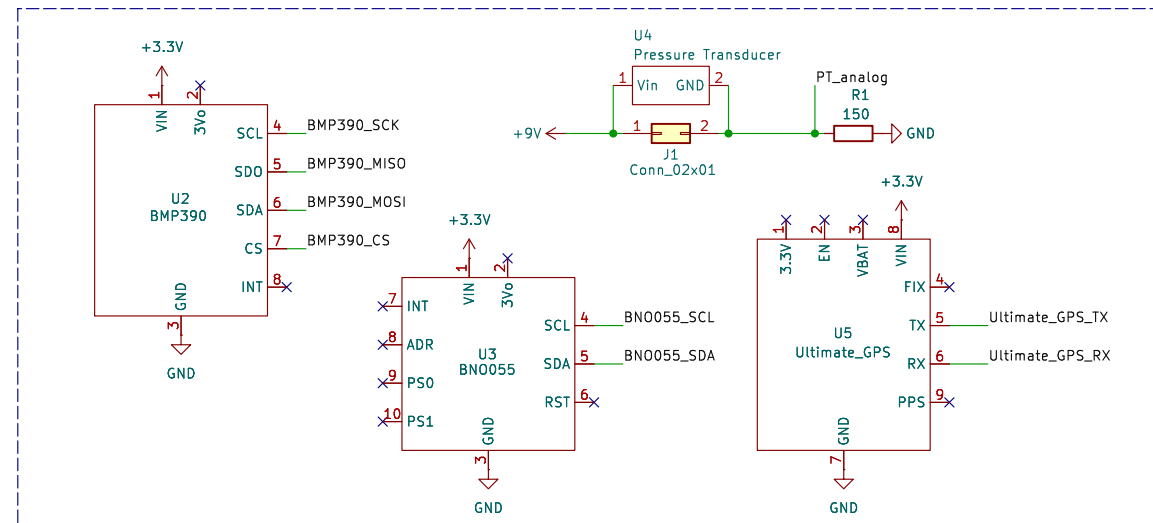 +3.3V
1
2
VIN
3Vo
SCL
4
BMP390_SCK
SDO
5
BMP390_MISO
U2
BMP390
SDA
6
BMP390_MOSI
CS
7
BMP390_CS
INT
8
GND
3
GND
U4
Pressure Transducer
1
Vin
GND
2
PT_analog
R1
150
+9V
1
2
GND
J1
Conn_02x01
+3.3V
1
2
VIN
3Vo
7
INT
8
ADR
9
PS0
10
PS1
U3
BNO055
SCL
4
BNO055_SCL
SDA
5
BNO055_SDA
RST
6
GND
3
GND
+3.3V
1
2
3
8
3.3V
EN
VBAT
VIN
FIX
4
TX
5
Ultimate_GPS_TX
U5
Ultimate_GPS
RX
6
Ultimate_GPS_RX
PPS
9
GND
7
GND